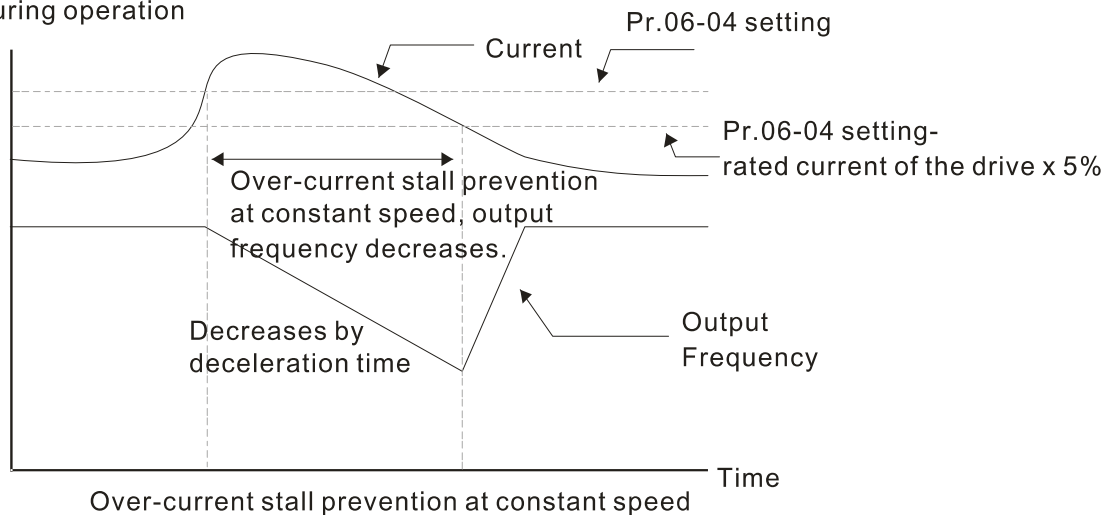 uring operation
Pr.06-04 setting
Current
Pr.06-04 setting-
rated current of the drive x 5%
Over-current stall prevention
at constant speed, output
frequency decreases.
Decreases by
deceleration time
Output
Frequency
Time
Over-current stall prevention at constant speed